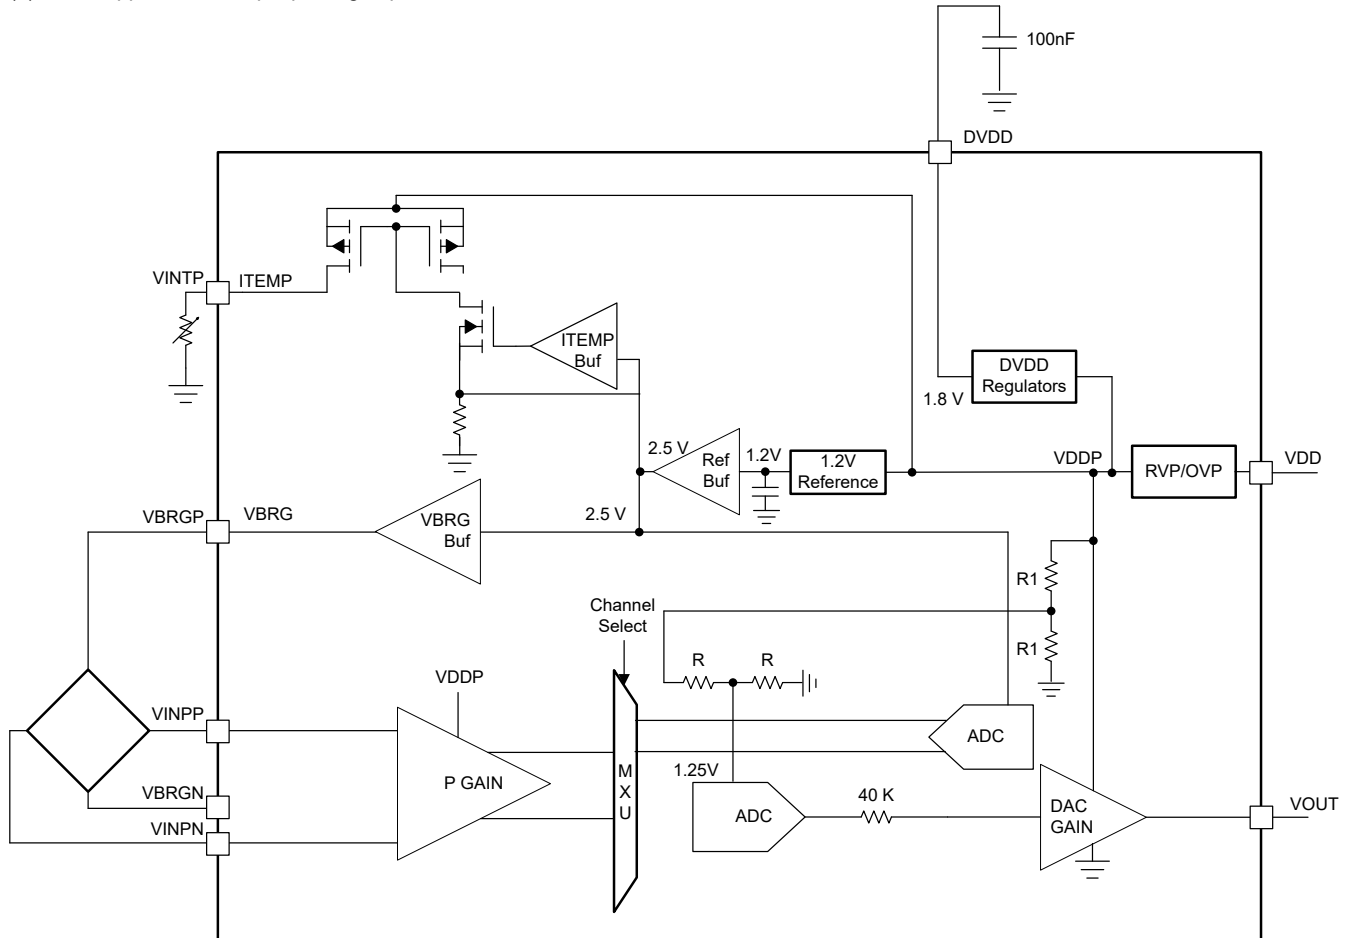 100nF
DVDD
VINTP
ITEMP
ITEMP
Buf
DVDD
Regulators
1.8 V
2.5 V
Ref
Buf
1.2V
1.2V
Reference
VDDP
RVP/OVP
VDD
VBRGP
VBRG
VBRG
Buf
2.5 V
R1
Channel
Select
R1
R
R
VDDP
VINPP
ADC
P GAIN
M
X
U
1.25V
VBRGN
ADC
40 K
DAC
GAIN
VOUT
VINPN